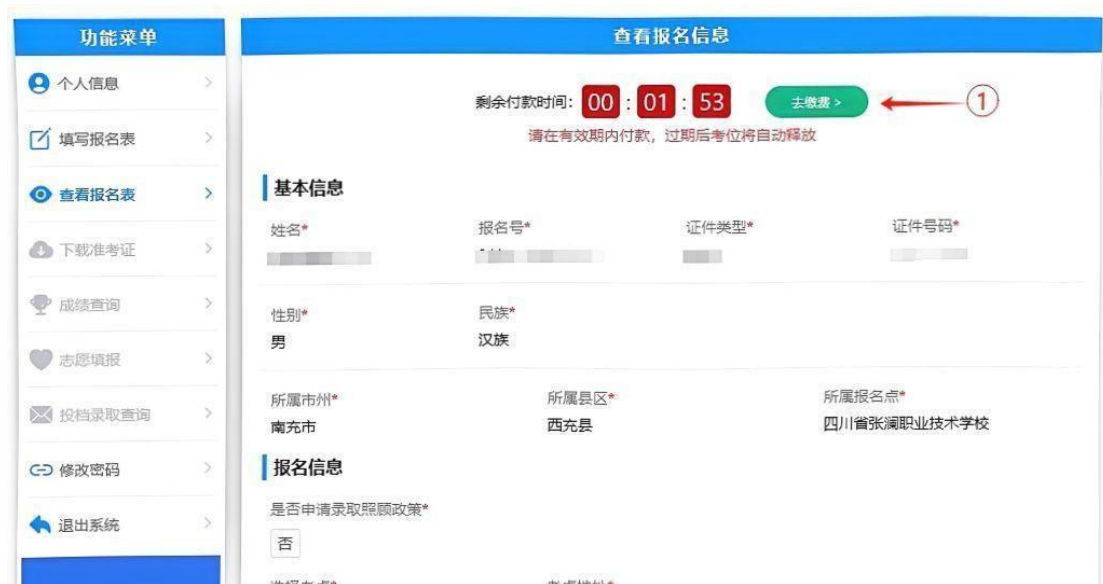 功能菜单
个人信息
填写报名表
查看报名表
下载准考证
成绩查询
志愿填报
投档录取查询
修改密码
退出系统
查看报名信息
剩余付款时间: 00 : 01 : 53 去缴费 > 1
请在有效期内付款，过期后考位将自动释放
基本信息
姓名* 报名号* 证件类型* 证件号码*
性别* 民族*
男 汉族
所属市州* 所属县区* 所属报名点*
南充市 西充县 四川省张澜职业技术学校
报名信息
是否申请录取照顾政策*
否